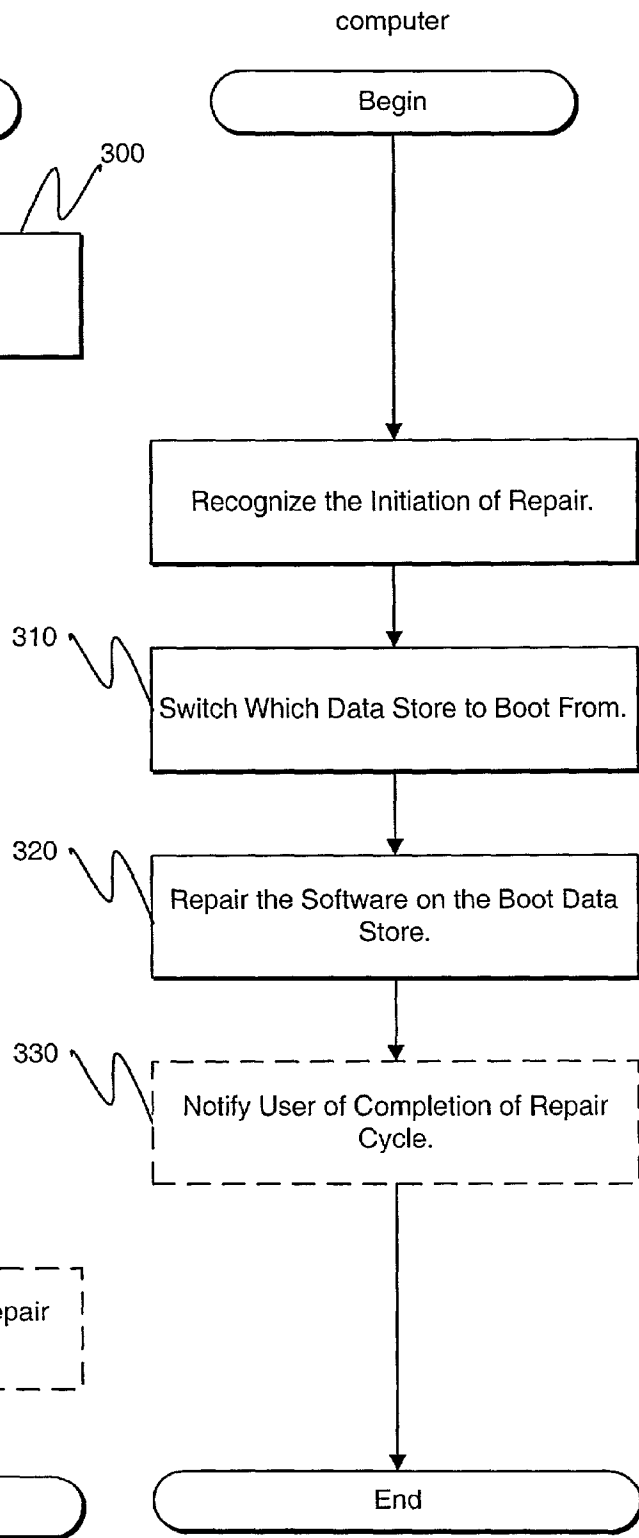 computer
Begin
300
Recognize the Initiation of Repair.
310
Switch Which Data Store to Boot From.
320
Repair the Software on the Boot Data
Store.
330
Notify User of Completion of Repair
Cycle.
epair
End